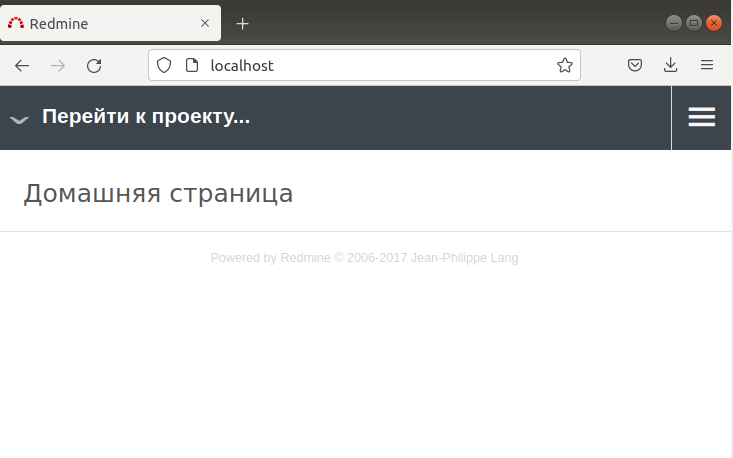 Redmine
localhost
Перейти к проекту...
Домашняя страница
Powered by Redmine © 2006-2017 Jean-Philippe Lang